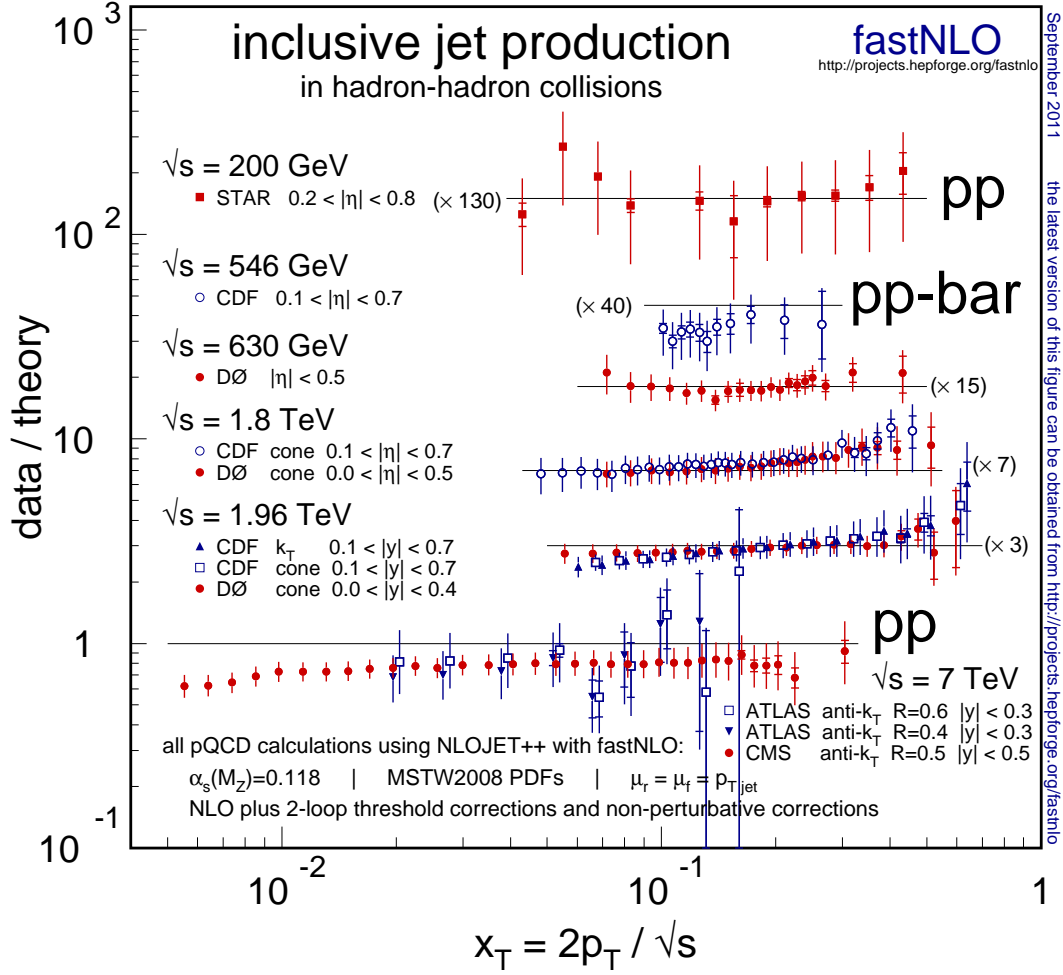 inclusive jet production
in hadron-hadron collisions
fastNLO
http://projects.hepforge.org/fastnlo
September 2011 the latest version of this figure can be obtained from http://projects.hepforge.org/fastnlo
data / theory
10³
10²
10
1
10⁻¹
√s = 200 GeV
STAR 0.2 < |η| < 0.8
(× 130)
pp
√s = 546 GeV
CDF 0.1 < |η| < 0.7
(× 40)
pp-bar
√s = 630 GeV
DØ |η| < 0.5
(× 15)
√s = 1.8 TeV
CDF cone 0.1 < |η| < 0.7
DØ cone 0.0 < |η| < 0.5
(× 7)
√s = 1.96 TeV
CDF k_T 0.1 < |y| < 0.7
CDF cone 0.1 < |y| < 0.7
DØ cone 0.0 < |y| < 0.4
(× 3)
pp
√s = 7 TeV
ATLAS anti-k_T R=0.6 |y| < 0.3
ATLAS anti-k_T R=0.4 |y| < 0.3
CMS anti-k_T R=0.5 |y| < 0.5
all pQCD calculations using NLOJET++ with fastNLO:
α_s(M_Z)=0.118 | MSTW2008 PDFs | μ_r = μ_f = p_T jet
NLO plus 2-loop threshold corrections and non-perturbative corrections
10⁻² 10⁻¹ 1
x_T = 2p_T / √s